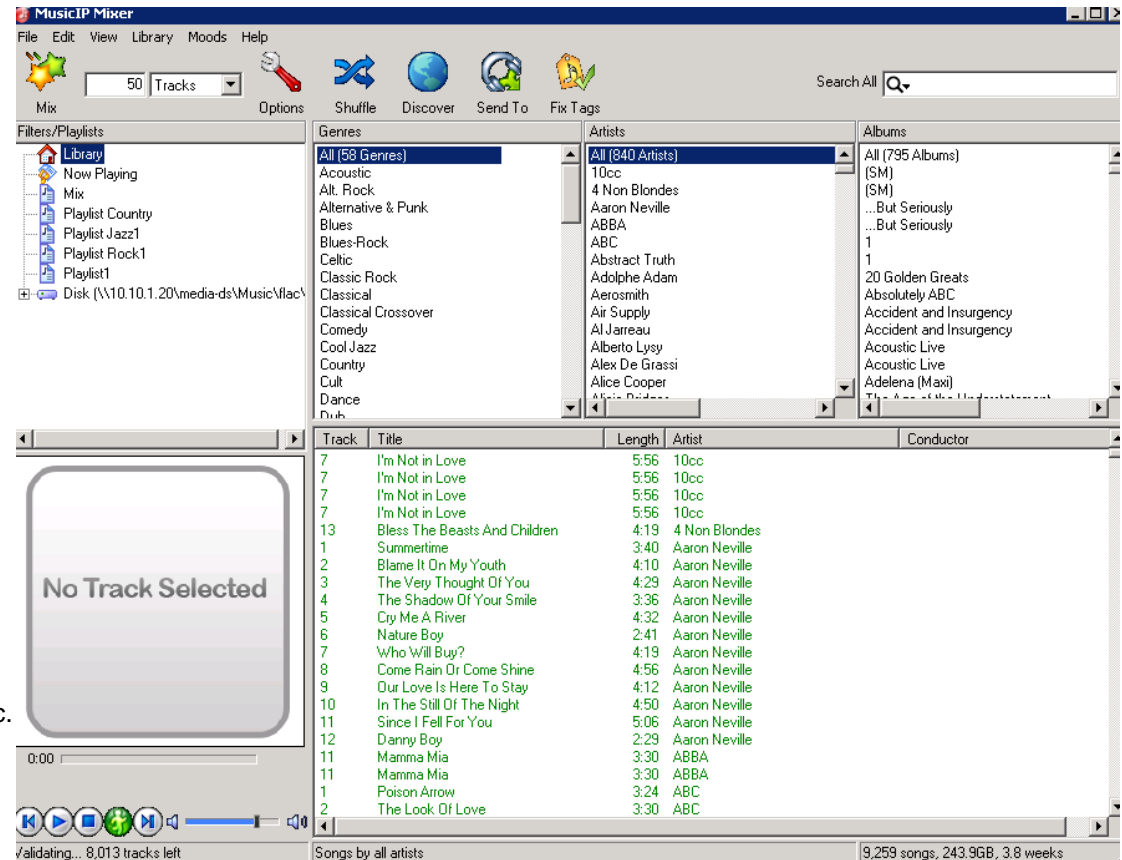 MusicIP Mixer
File Edit View Library Moods Help
50 Tracks
Mix Options Shuffle Discover Send To Fix Tags Search All
Filters/Playlists
Library
Now Playing
Mix
Playlist Country
Playlist Jazz1
Playlist Rock1
Playlist1
Disk (\\10.10.1.20\media-ds\Music\flac\
Genres
All (58 Genres)
Acoustic
Alt. Rock
Alternative & Punk
Blues
Blues-Rock
Celtic
Classic Rock
Classical
Classical Crossover
Comedy
Cool Jazz
Country
Cult
Dance
Dub
Artists
All (840 Artists)
10cc
4 Non Blondes
Aaron Neville
ABBA
ABC
Abstract Truth
Adolphe Adam
Aerosmith
Air Supply
Al Jarreau
Alberto Lysy
Alex De Grassi
Alice Cooper
Albums
All (795 Albums)
(SM)
(SM)
...But Seriously
...But Seriously
1
1
20 Golden Greats
Absolutely ABC
Accident and Insurgency
Accident and Insurgency
Acoustic Live
Acoustic Live
Adelena (Maxi)
The Age of the Understatement
Track Title Length Artist Conductor
7 I'm Not in Love 5:56 10cc
7 I'm Not in Love 5:56 10cc
7 I'm Not in Love 5:56 10cc
7 I'm Not in Love 5:56 10cc
13 Bless The Beasts And Children 4:19 4 Non Blondes
1 Summertime 3:40 Aaron Neville
2 Blame It On My Youth 4:10 Aaron Neville
3 The Very Thought Of You 4:29 Aaron Neville
4 The Shadow Of Your Smile 3:36 Aaron Neville
5 Cry Me A River 4:32 Aaron Neville
6 Nature Boy 2:41 Aaron Neville
7 Who Will Buy? 4:19 Aaron Neville
8 Come Rain Or Come Shine 4:56 Aaron Neville
9 Our Love Is Here To Stay 4:12 Aaron Neville
10 In The Still Of The Night 4:50 Aaron Neville
11 Since I Fell For You 5:06 Aaron Neville
12 Danny Boy 2:29 Aaron Neville
11 Mamma Mia 3:30 ABBA
11 Mamma Mia 3:30 ABBA
1 Poison Arrow 3:24 ABC
2 The Look Of Love 3:30 ABC
No Track Selected
c.
0:00
Validating... 8,013 tracks left
Songs by all artists
9,259 songs, 243.9GB, 3.8 weeks